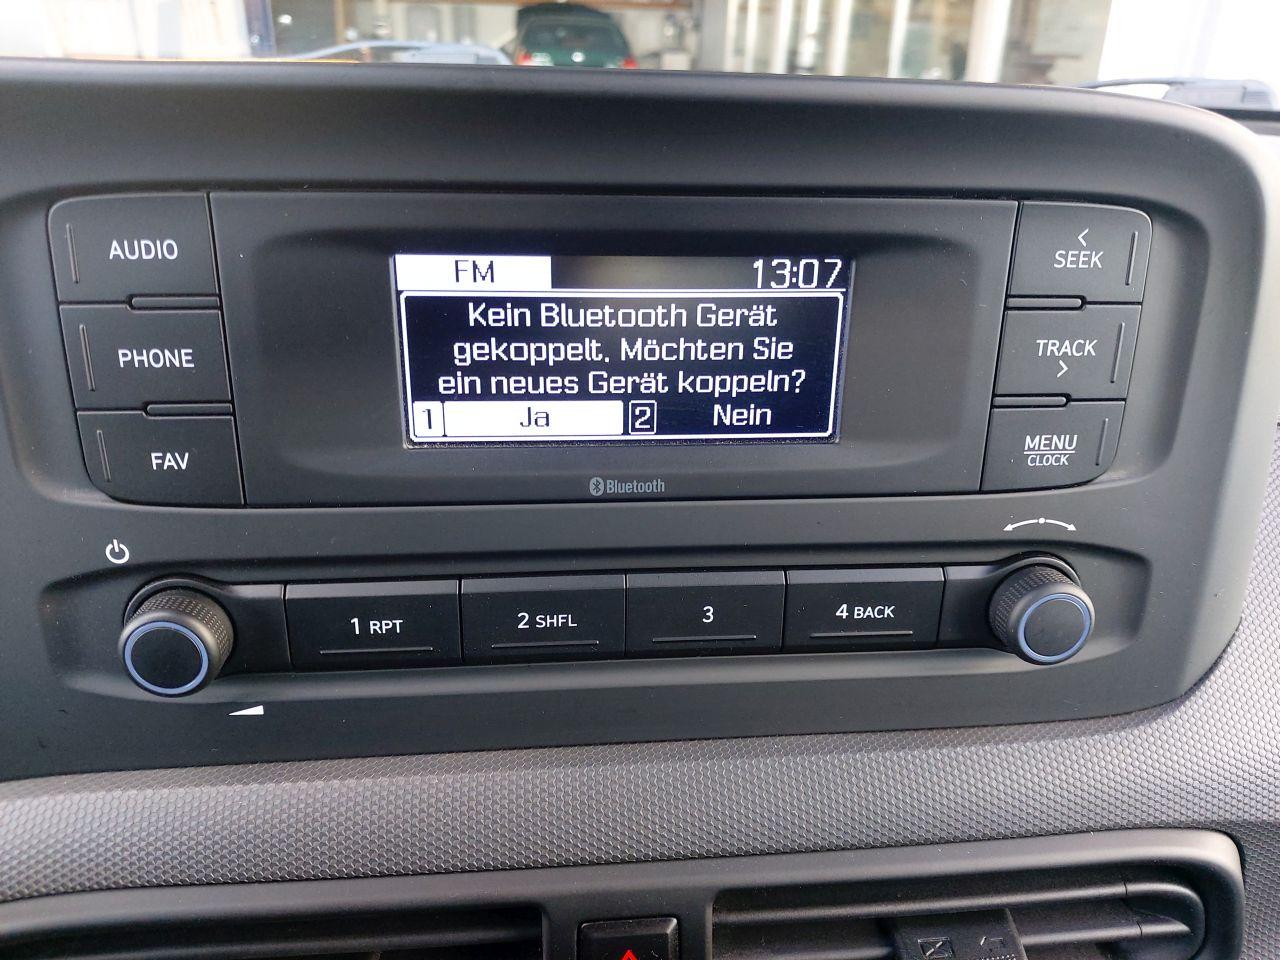 AUDIO
PHONE
FAV
FM 13:07
Kein Bluetooth Gerät
gekoppelt. Möchten Sie
ein neues Gerät koppeln?
1 Ja 2 Nein
Bluetooth
SEEK
TRACK
MENU
CLOCK
1 RPT
2 SHFL
3
4 BACK